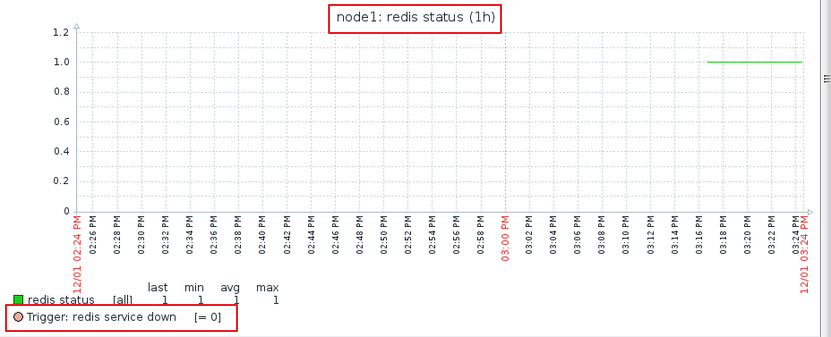 node1: redis status (1h)
1.2
1.0
0.8
0.6
0.4
0.2
0
12/01 02:24 PM
02:26 PM
02:28 PM
02:30 PM
02:32 PM
02:34 PM
02:36 PM
02:38 PM
02:40 PM
02:42 PM
02:44 PM
02:46 PM
02:48 PM
02:50 PM
02:52 PM
02:54 PM
02:56 PM
02:58 PM
03:00 PM
03:02 PM
03:04 PM
03:06 PM
03:08 PM
03:10 PM
03:12 PM
03:14 PM
03:16 PM
03:18 PM
03:20 PM
03:22 PM
03:24 PM
12/01 03:24 PM
last min avg max
redis status [all] 1 1 1 1
Trigger: redis service down [= 0]